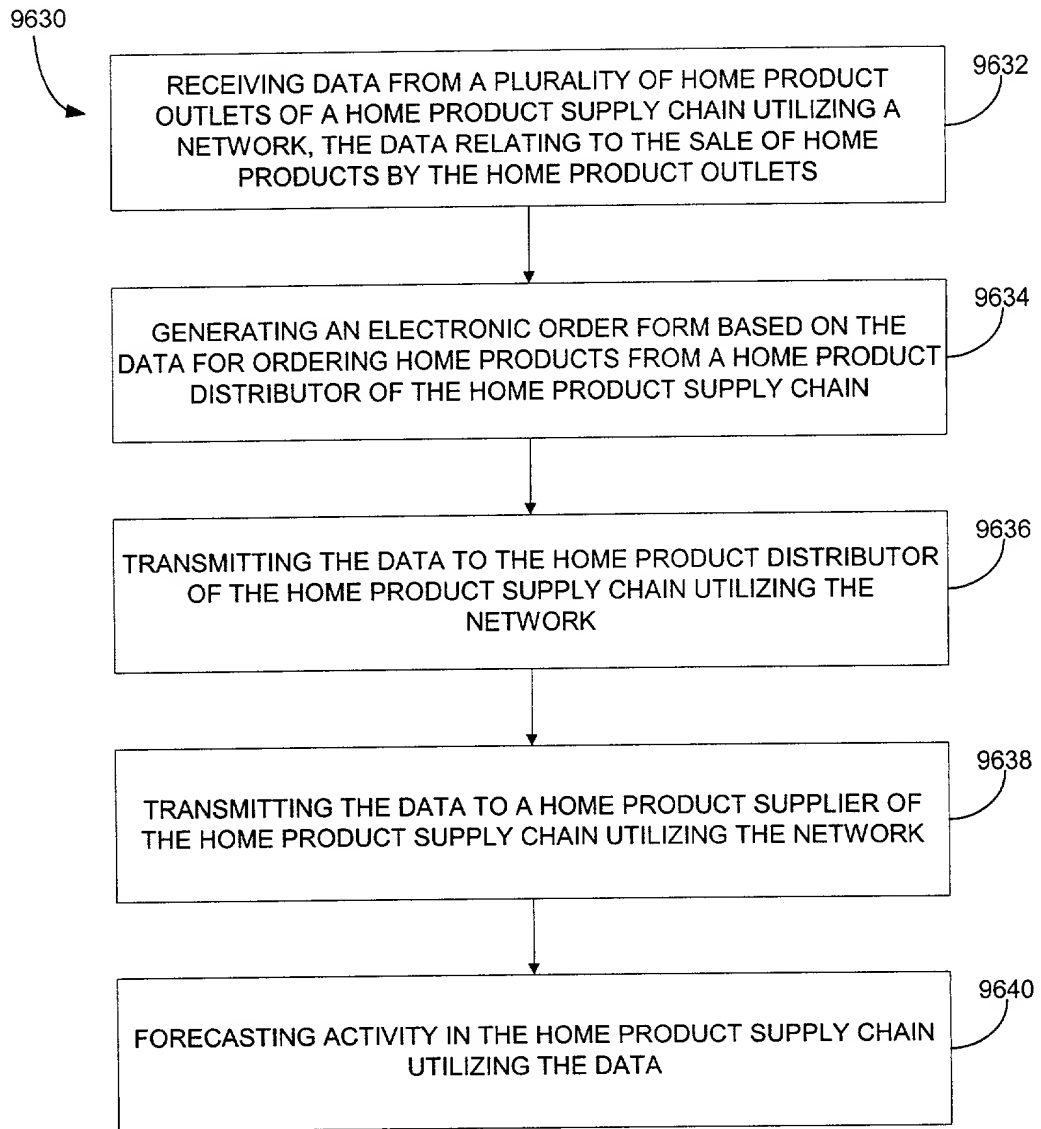 9630
RECEIVING DATA FROM A PLURALITY OF HOME PRODUCT
OUTLETS OF A HOME PRODUCT SUPPLY CHAIN UTILIZING A
NETWORK, THE DATA RELATING TO THE SALE OF HOME
PRODUCTS BY THE HOME PRODUCT OUTLETS
9632
GENERATING AN ELECTRONIC ORDER FORM BASED ON THE
DATA FOR ORDERING HOME PRODUCTS FROM A HOME PRODUCT
DISTRIBUTOR OF THE HOME PRODUCT SUPPLY CHAIN
9634
TRANSMITTING THE DATA TO THE HOME PRODUCT DISTRIBUTOR
OF THE HOME PRODUCT SUPPLY CHAIN UTILIZING THE
NETWORK
9636
TRANSMITTING THE DATA TO A HOME PRODUCT SUPPLIER OF
THE HOME PRODUCT SUPPLY CHAIN UTILIZING THE NETWORK
9638
FORECASTING ACTIVITY IN THE HOME PRODUCT SUPPLY CHAIN
UTILIZING THE DATA
9640